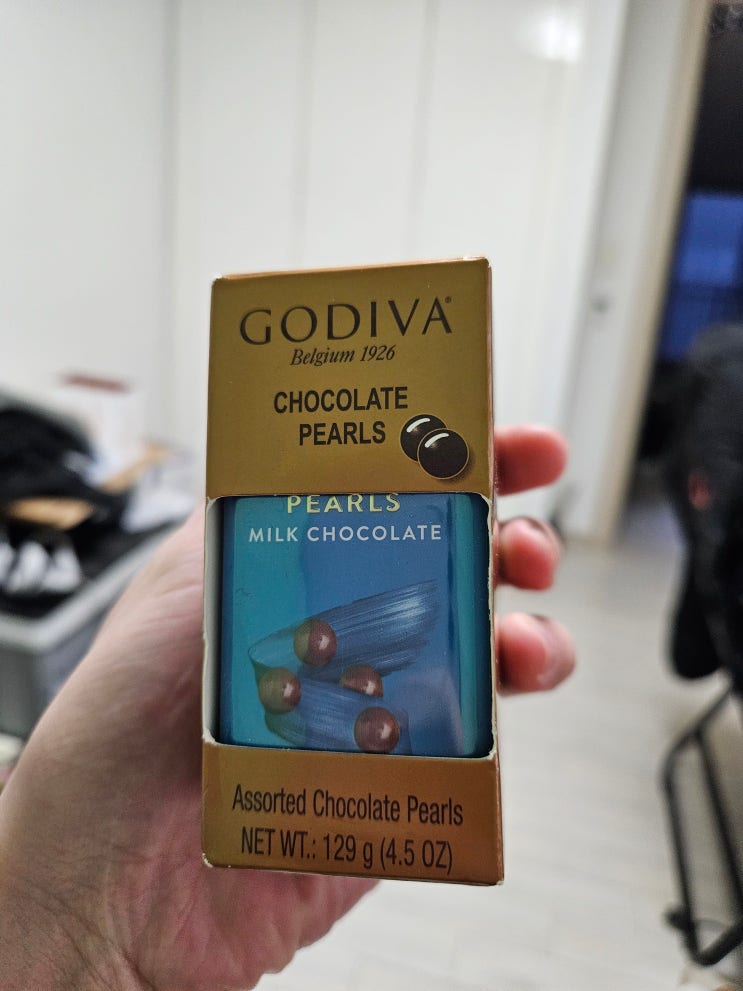 GODIVA®
Belgium 1926
CHOCOLATE
PEARLS
PEARLS
MILK CHOCOLATE
Assorted Chocolate Pearls
NET WT.: 129 g (4.5 OZ)